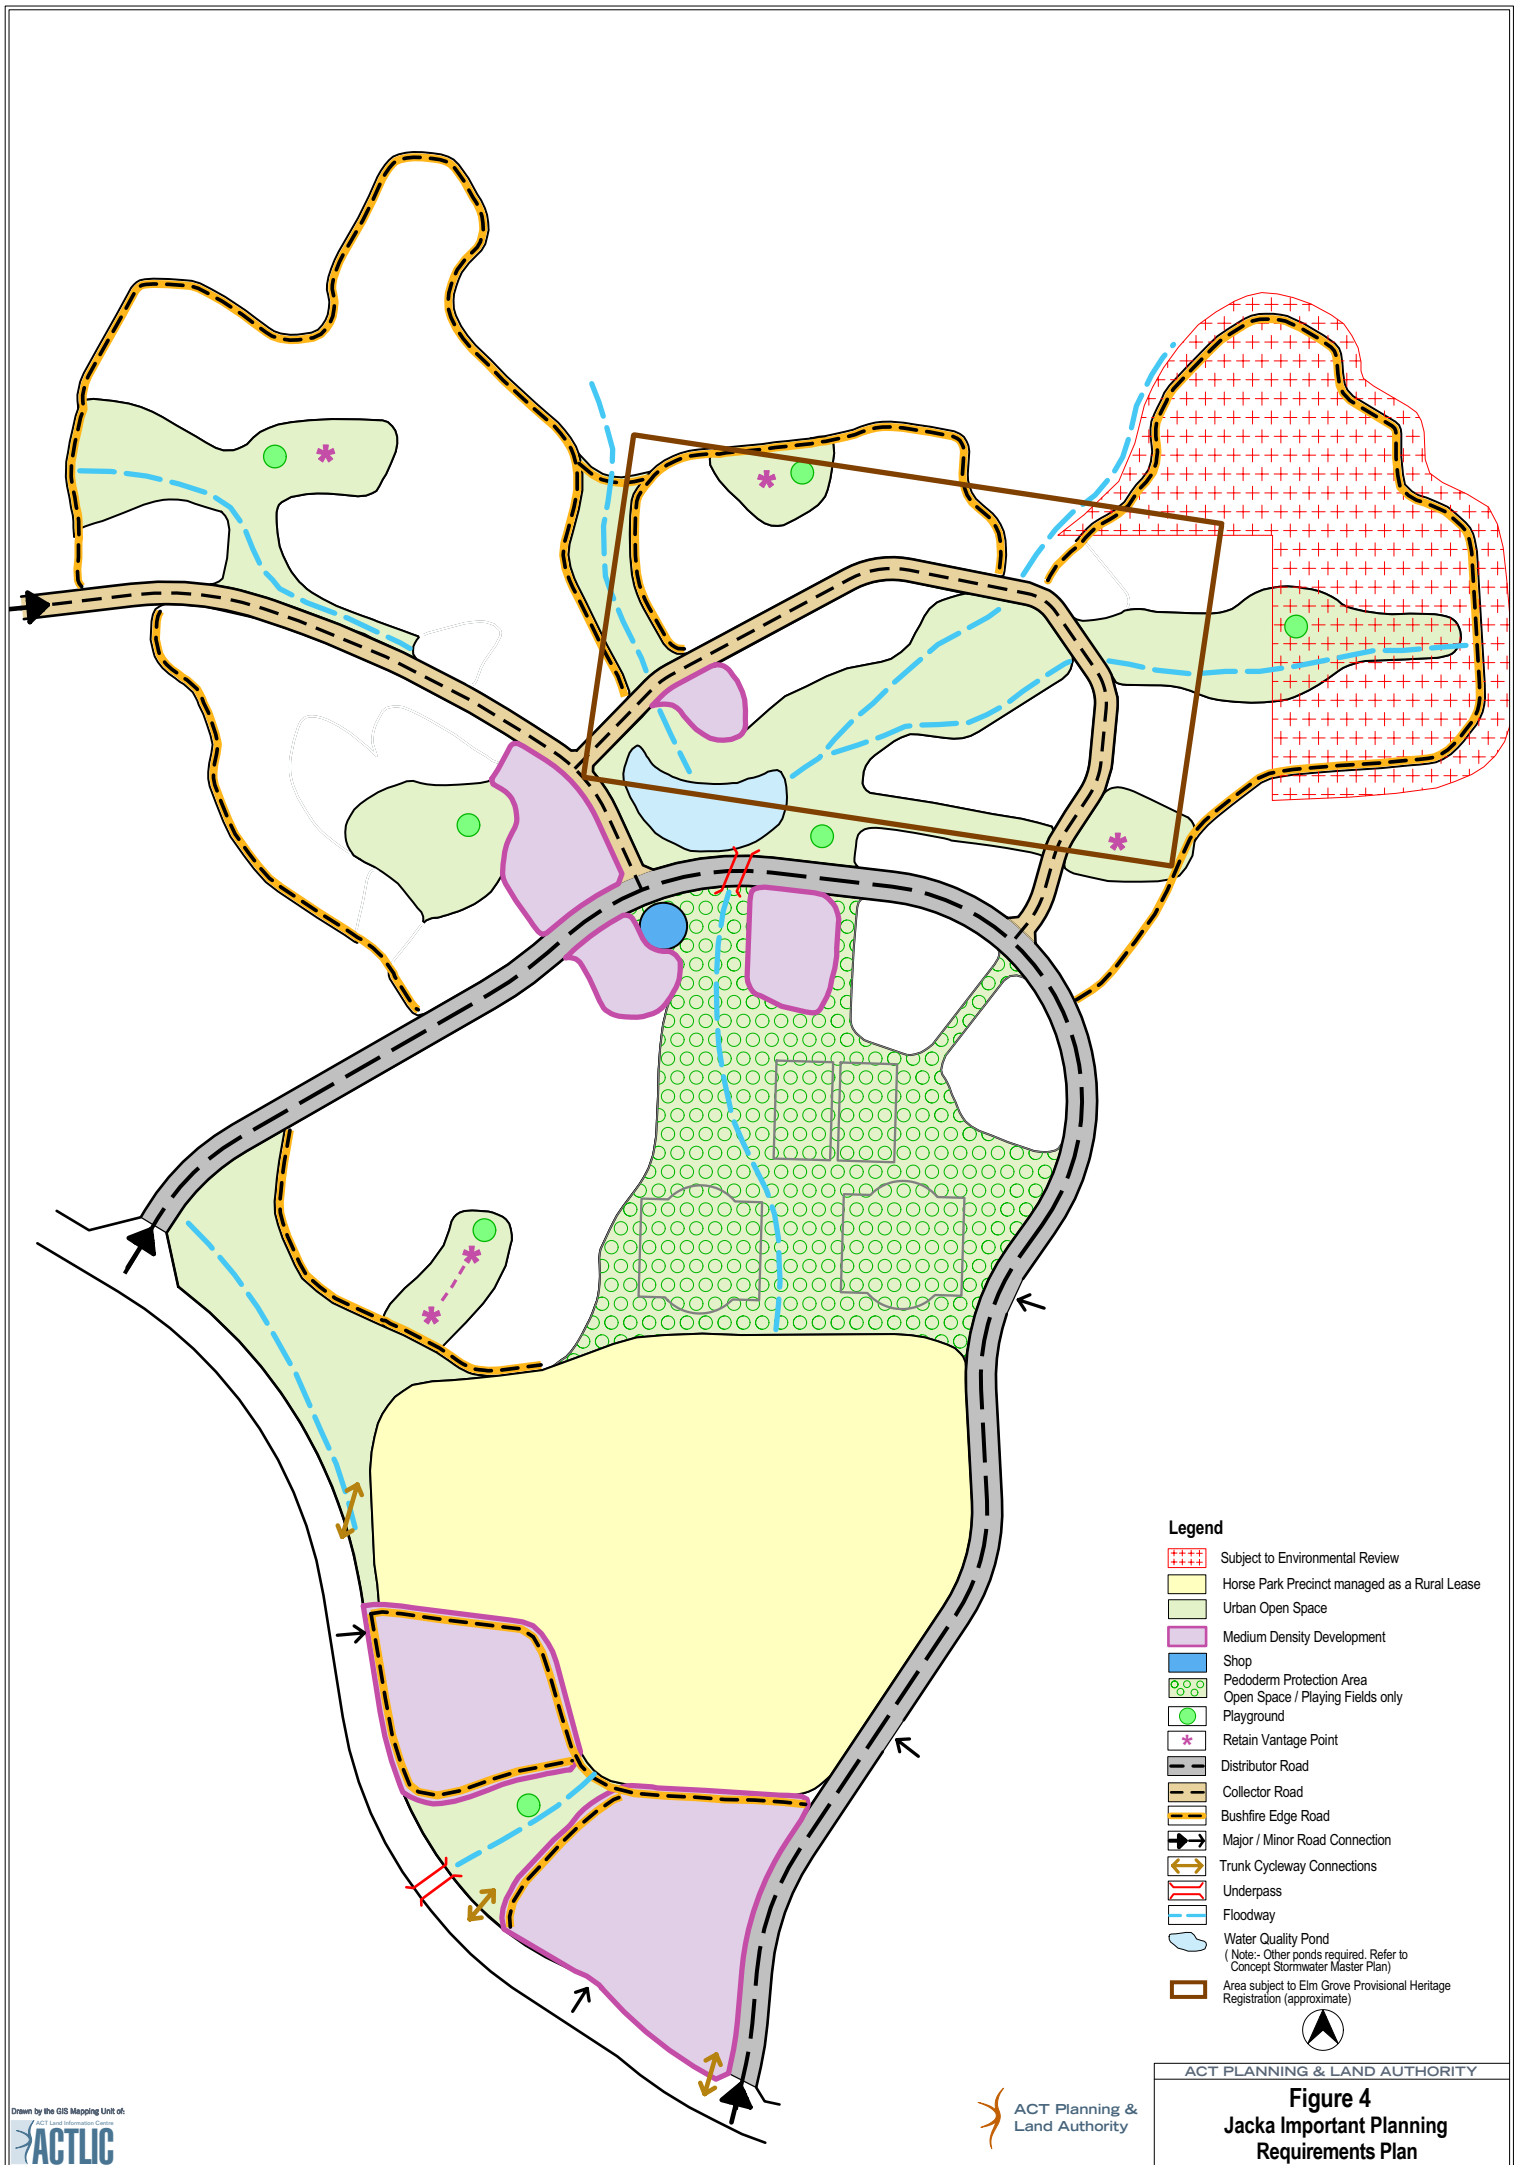 Legend
Subject to Environmental Review
Horse Park Precinct managed as a Rural Lease
Urban Open Space
Medium Density Development
Shop
Pedoderm Protection Area
Open Space / Playing Fields only
Playground
Retain Vantage Point
Distributor Road
Collector Road
Bushfire Edge Road
Major / Minor Road Connection
Trunk Cycleway Connections
Underpass
Floodway
Water Quality Pond
( Note:- Other ponds required. Refer to
Concept Stormwater Master Plan)
Area subject to Elm Grove Provisional Heritage
Registration (approximate)
ACT PLANNING & LAND AUTHORITY
Figure 4
Jacka Important Planning
Requirements Plan
ACT Planning &
Land Authority
Drawn by the GIS Mapping Unit of:
ACT Land Information Centre
ACTLIC